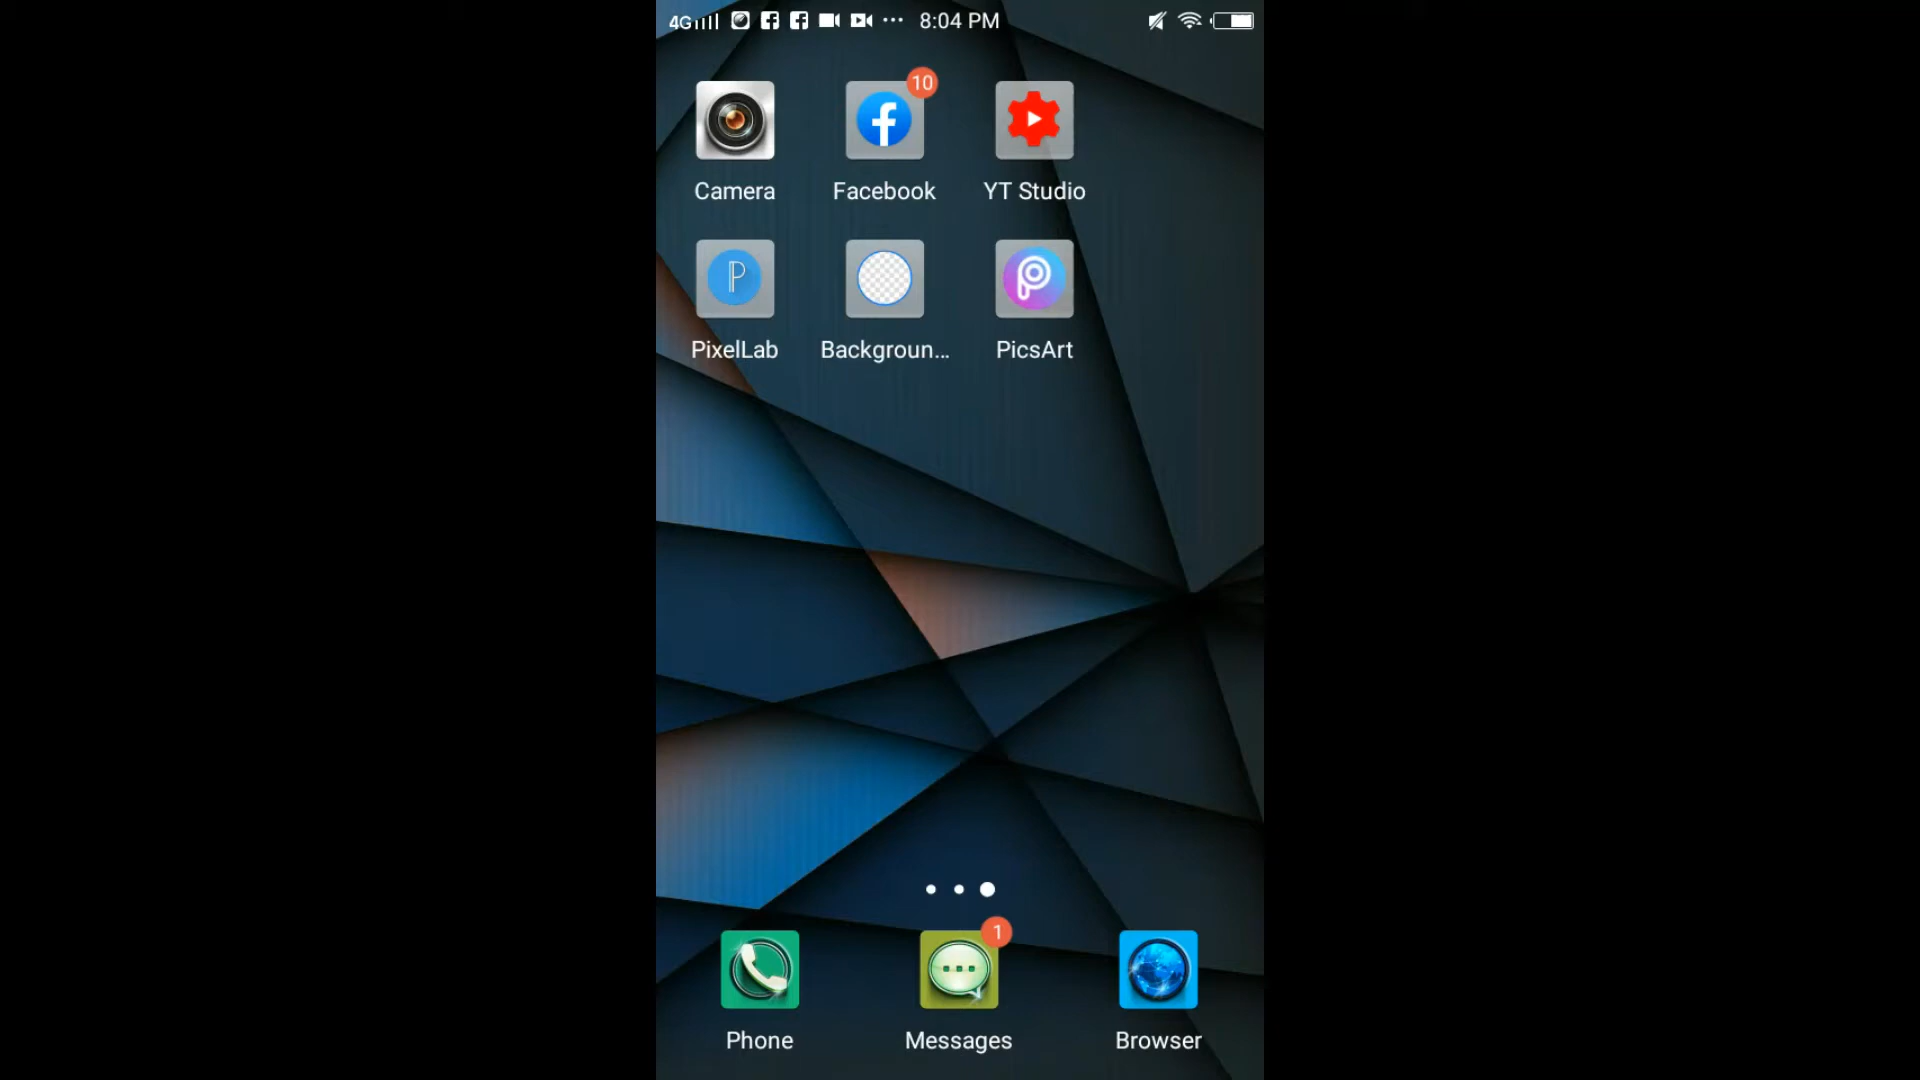 4G 8:04 PM
10
Camera Facebook YT Studio
PixelLab Backgroun... PicsArt
1
Phone Messages Browser